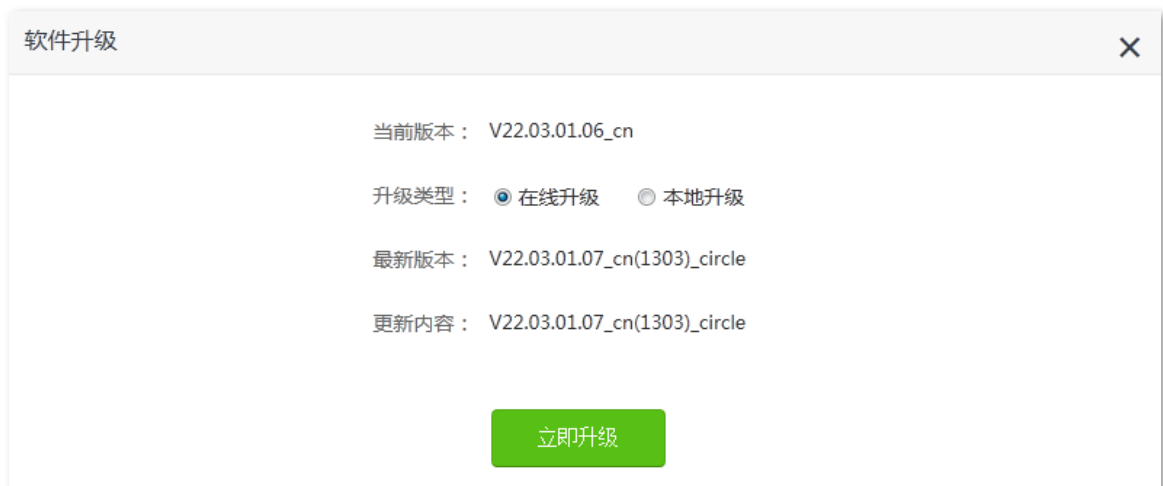 软件升级
当前版本： V22.03.01.06_cn
升级类型： 在线升级 本地升级
最新版本： V22.03.01.07_cn(1303)_circle
更新内容： V22.03.01.07_cn(1303)_circle
立即升级